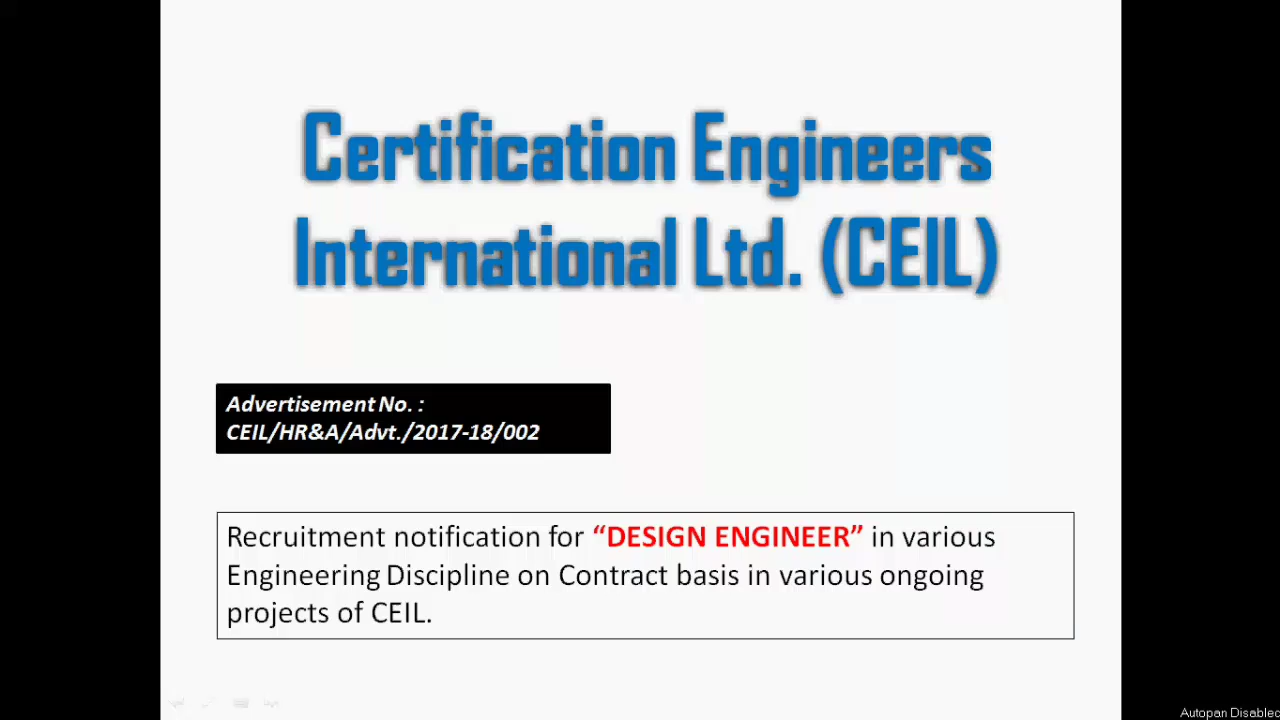 Certification Engineers
International Ltd. (CEIL)
Advertisement No. :
CEIL/HR&A/Advt./2017-18/002
Recruitment notification for “DESIGN ENGINEER” in various
Engineering Discipline on Contract basis in various ongoing
projects of CEIL.
Autopan Disabled